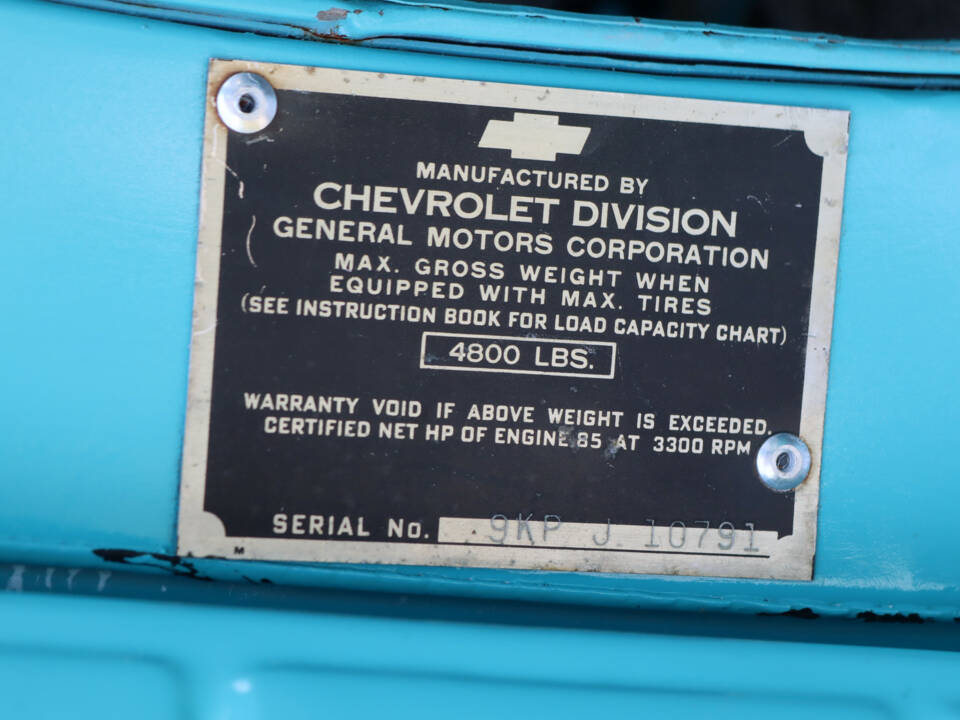 MANUFACTURED BY
CHEVROLET DIVISION
GENERAL MOTORS CORPORATION
MAX. GROSS WEIGHT WHEN
EQUIPPED WITH MAX. TIRES
(SEE INSTRUCTION BOOK FOR LOAD CAPACITY CHART)
4800 LBS.
WARRANTY VOID IF ABOVE WEIGHT IS EXCEEDED.
CERTIFIED NET HP OF ENGINE 85 AT 3300 RPM
SERIAL No. 9KP J 10791
M